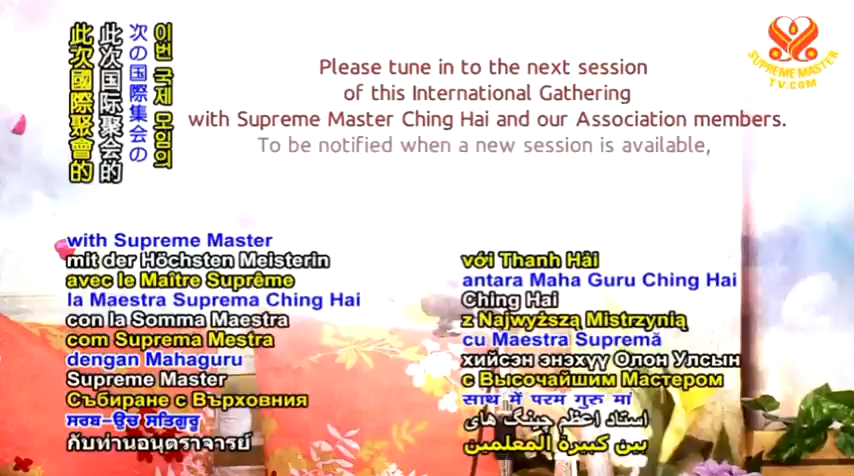 Please tune in to the next session
of this International Gathering
with Supreme Master Ching Hai and our Association members.
To be notified when a new session is available,
SUPREME MASTER
TV.COM
이번 국제 모임의
次の国際集会の
此次国际聚会的
此次國際聚會的
with Supreme Master
mit der Höchsten Meisterin
avec le Maître Suprême
la Maestra Suprema Ching Hai
con la Somma Maestra
com Suprema Mestra
dengan Mahaguru
Supreme Master
Събиране с Върховния
ਸਰਬ-ਉਚ ਸਤਿਗੁਰੂ
กับท่านอนุตราจารย์
với Thanh Hải
antara Maha Guru Ching Hai
Ching Hai
z Najwyższą Mistrzynią
cu Maestra Supremă
хийсэн энэхүү Олон Улсын
с Высочайшим Мастером
साथ में परम गुरु मां
استاد اعظم چینگ های
بين كبيرة المعلمين